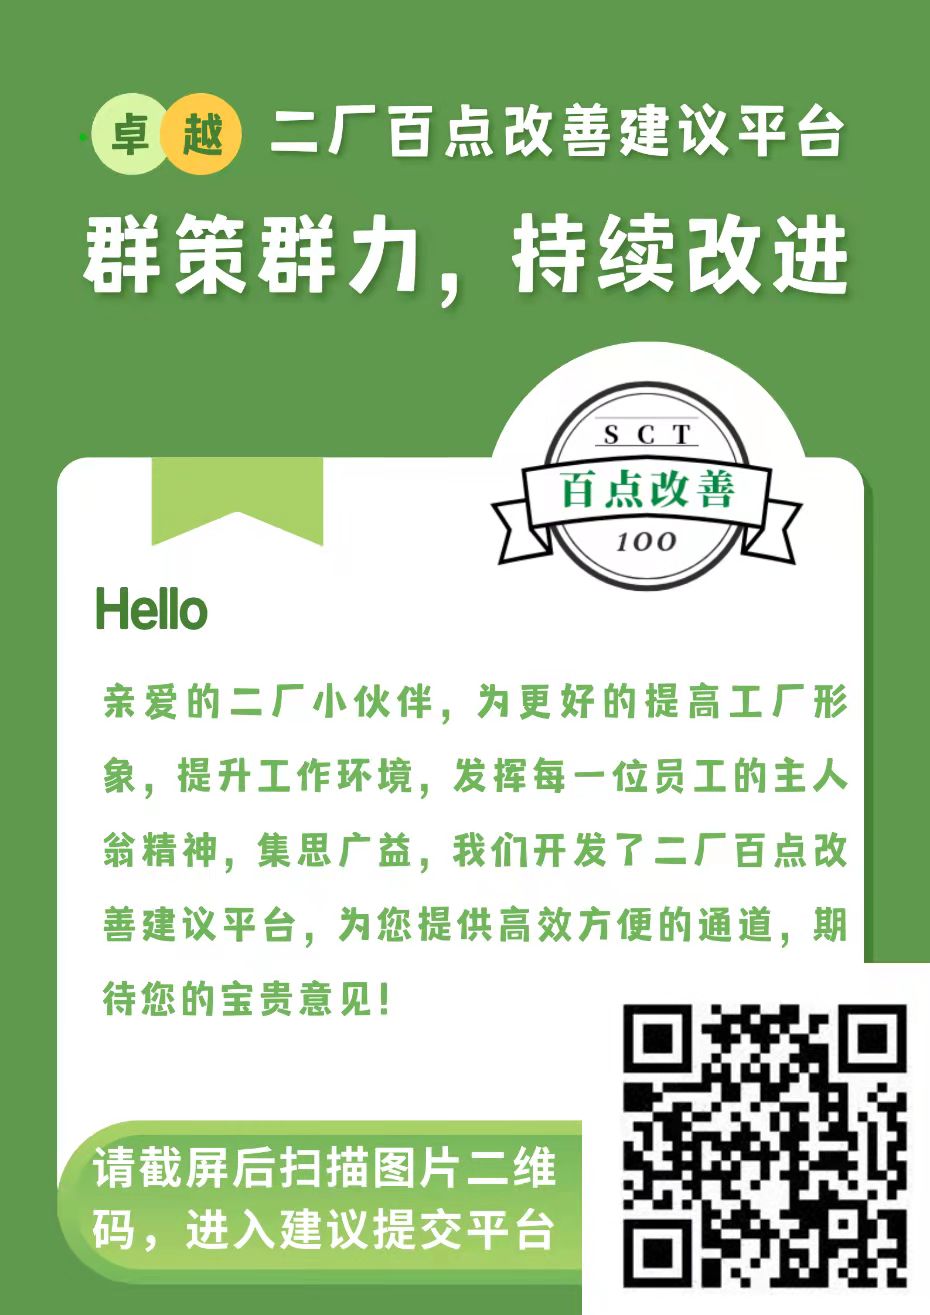 卓越 二厂百点改善建议平台
群策群力，持续改进
SCT
百点改善
100
Hello
亲爱的二厂小伙伴，为更好的提高工厂形
象，提升工作环境，发挥每一位员工的主人
翁精神，集思广益，我们开发了二厂百点改
善建议平台，为您提供高效方便的通道，期
待您的宝贵意见！
请截屏后扫描图片二维
码，进入建议提交平台